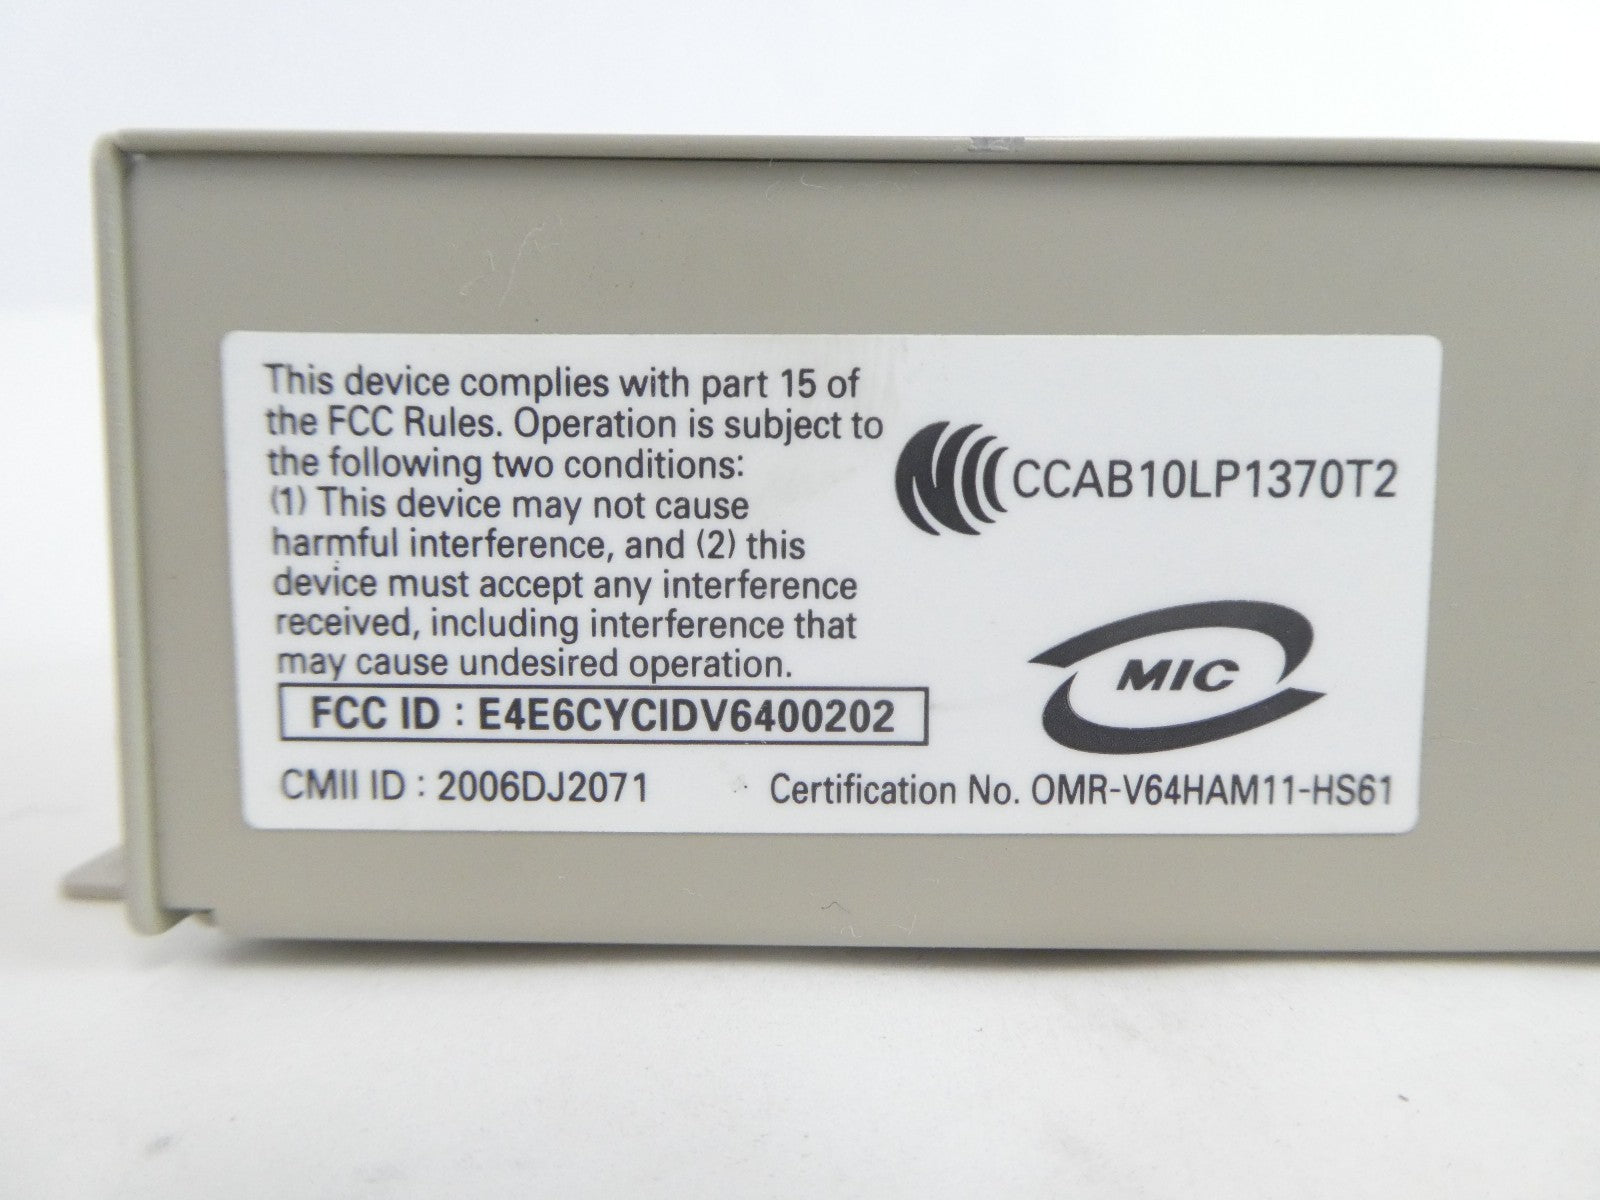 This device complies with part 15 of
the FCC Rules. Operation is subject to
the following two conditions:
(1) This device may not cause
harmful interference, and (2) this
device must accept any interference
received, including interference that
may cause undesired operation.
FCC ID : E4E6CYCIDV6400202
CMII ID : 2006DJ2071
CCAB10LP1370T2
MIC
Certification No. OMR-V64HAM11-HS61